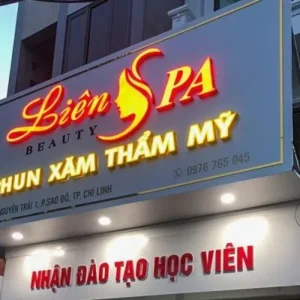 Liên SPA
BEAUTY
PHUN XĂM THẨM MỸ
0976 765 045
NGUYỄN TRÃI 1, P.SAO ĐỎ, TP. CHÍ LINH
NHẬN ĐÀO TẠO HỌC VIÊN